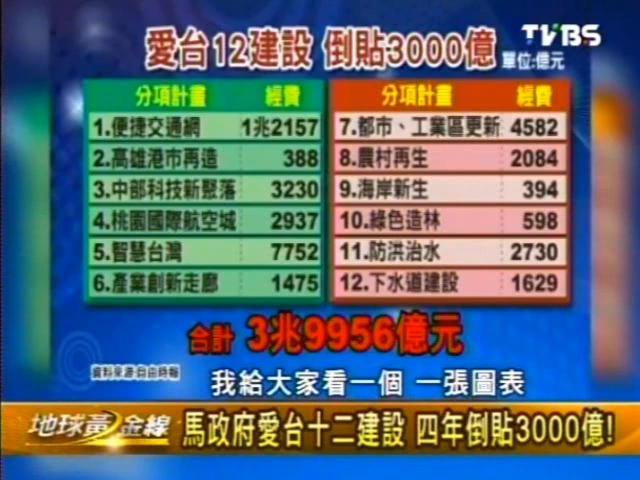 TVBS
愛台12建設 倒貼3000億
單位:億元
分項計畫 經費
1.便捷交通網 1兆2157
2.高雄港市再造 388
3.中部科技新聚落 3230
4.桃園國際航空城 2937
5.智慧台灣 7752
6.產業創新走廊 1475
分項計畫 經費
7.都市、工業區更新 4582
8.農村再生 2084
9.海岸新生 394
10.綠色造林 598
11.防洪治水 2730
12.下水道建設 1629
合計 3兆9956億元
資料來源:自由時報
我給大家看一個 一張圖表
地球黃金線
馬政府愛台十二建設 四年倒貼3000億!